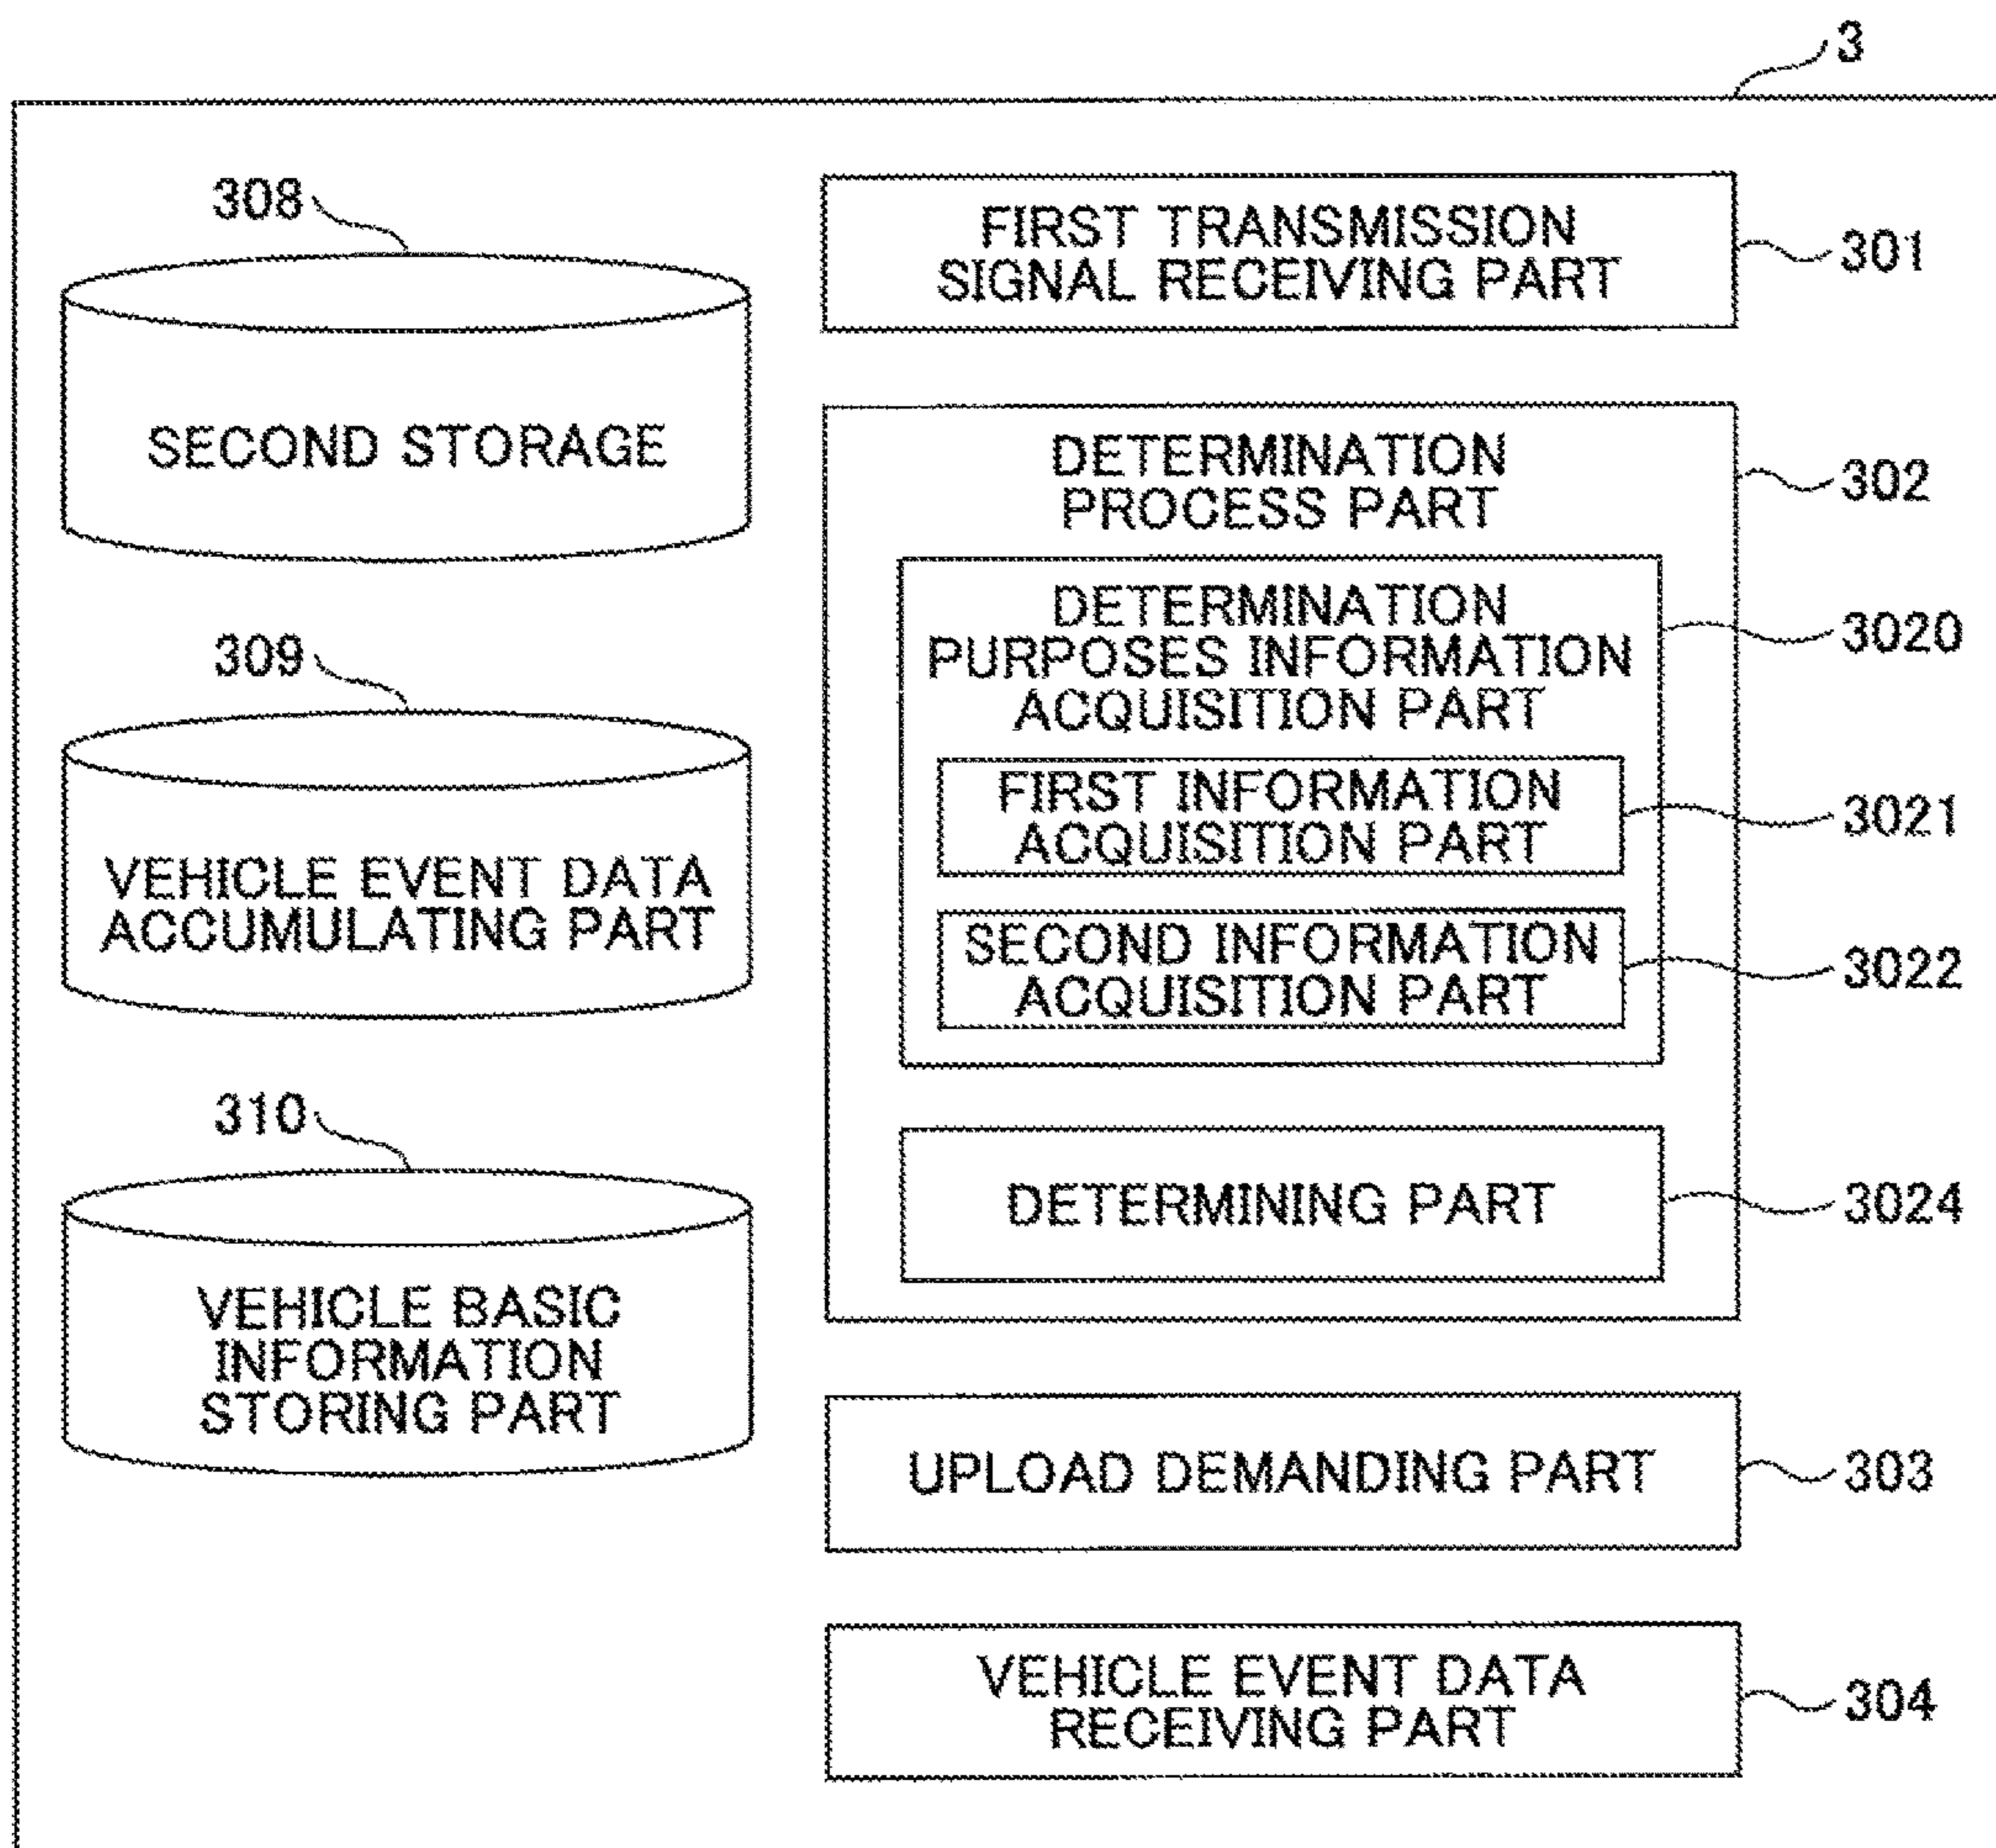 3
308
SECOND STORAGE
309
VEHICLE EVENT DATA
ACCUMULATING PART
310
VEHICLE BASIC
INFORMATION
STORING PART
FIRST TRANSMISSION
SIGNAL RECEIVING PART
301
DETERMINATION
PROCESS PART
302
DETERMINATION
PURPOSES INFORMATION
ACQUISITION PART
3020
FIRST INFORMATION
ACQUISITION PART
3021
SECOND INFORMATION
ACQUISITION PART
3022
DETERMINING PART
3024
UPLOAD DEMANDING PART
303
VEHICLE EVENT DATA
RECEIVING PART
304